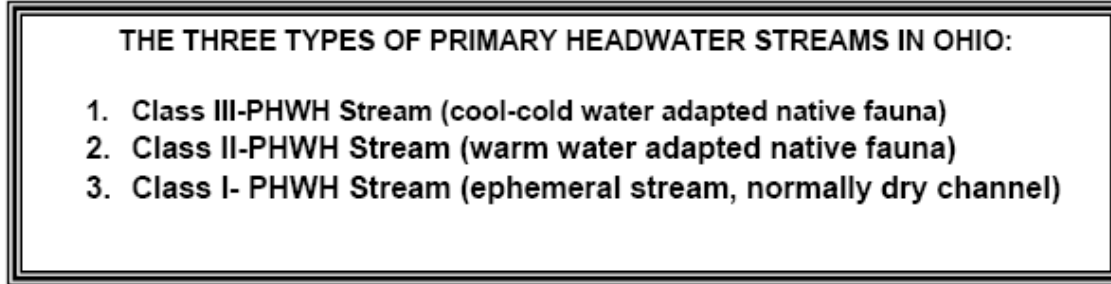 THE THREE TYPES OF PRIMARY HEADWATER STREAMS IN OHIO:
1. Class III-PHWH Stream (cool-cold water adapted native fauna)
2. Class II-PHWH Stream (warm water adapted native fauna)
3. Class I- PHWH Stream (ephemeral stream, normally dry channel)